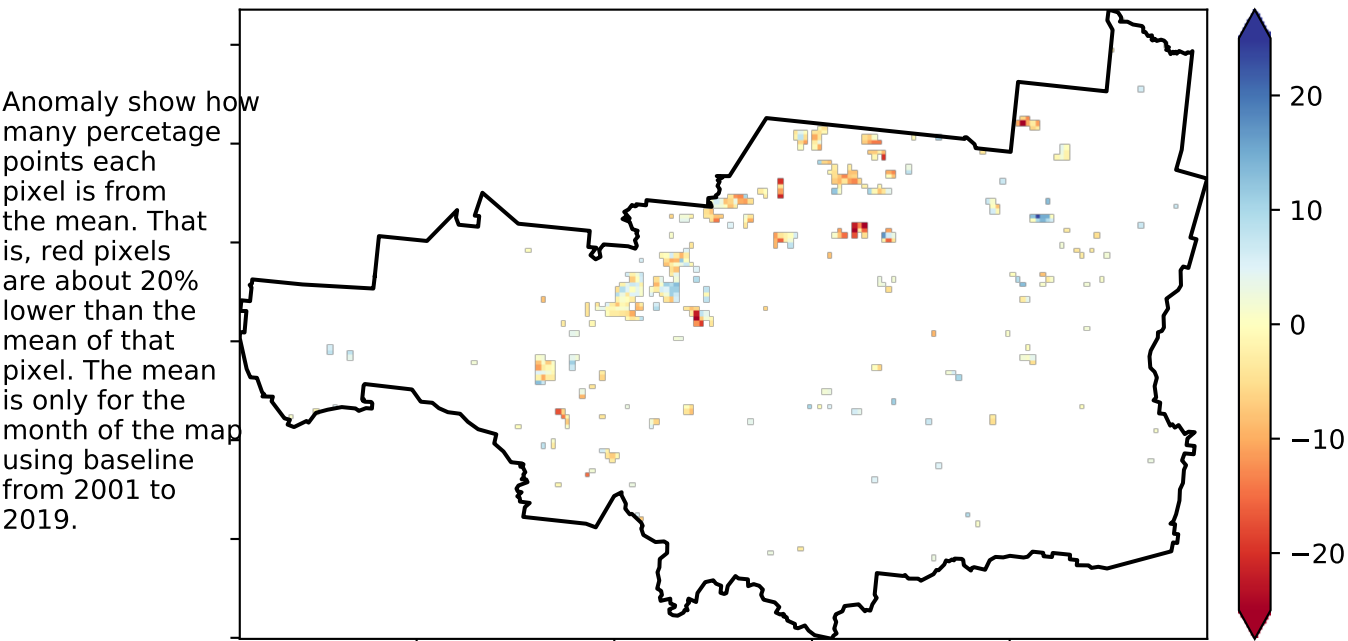 Anomaly show how
many percetage
points each
pixel is from
the mean. That
is, red pixels
are about 20%
lower than the
mean of that
pixel. The mean
is only for the
month of the map
using baseline
from 2001 to
2019.
20
10
0
−10
−20